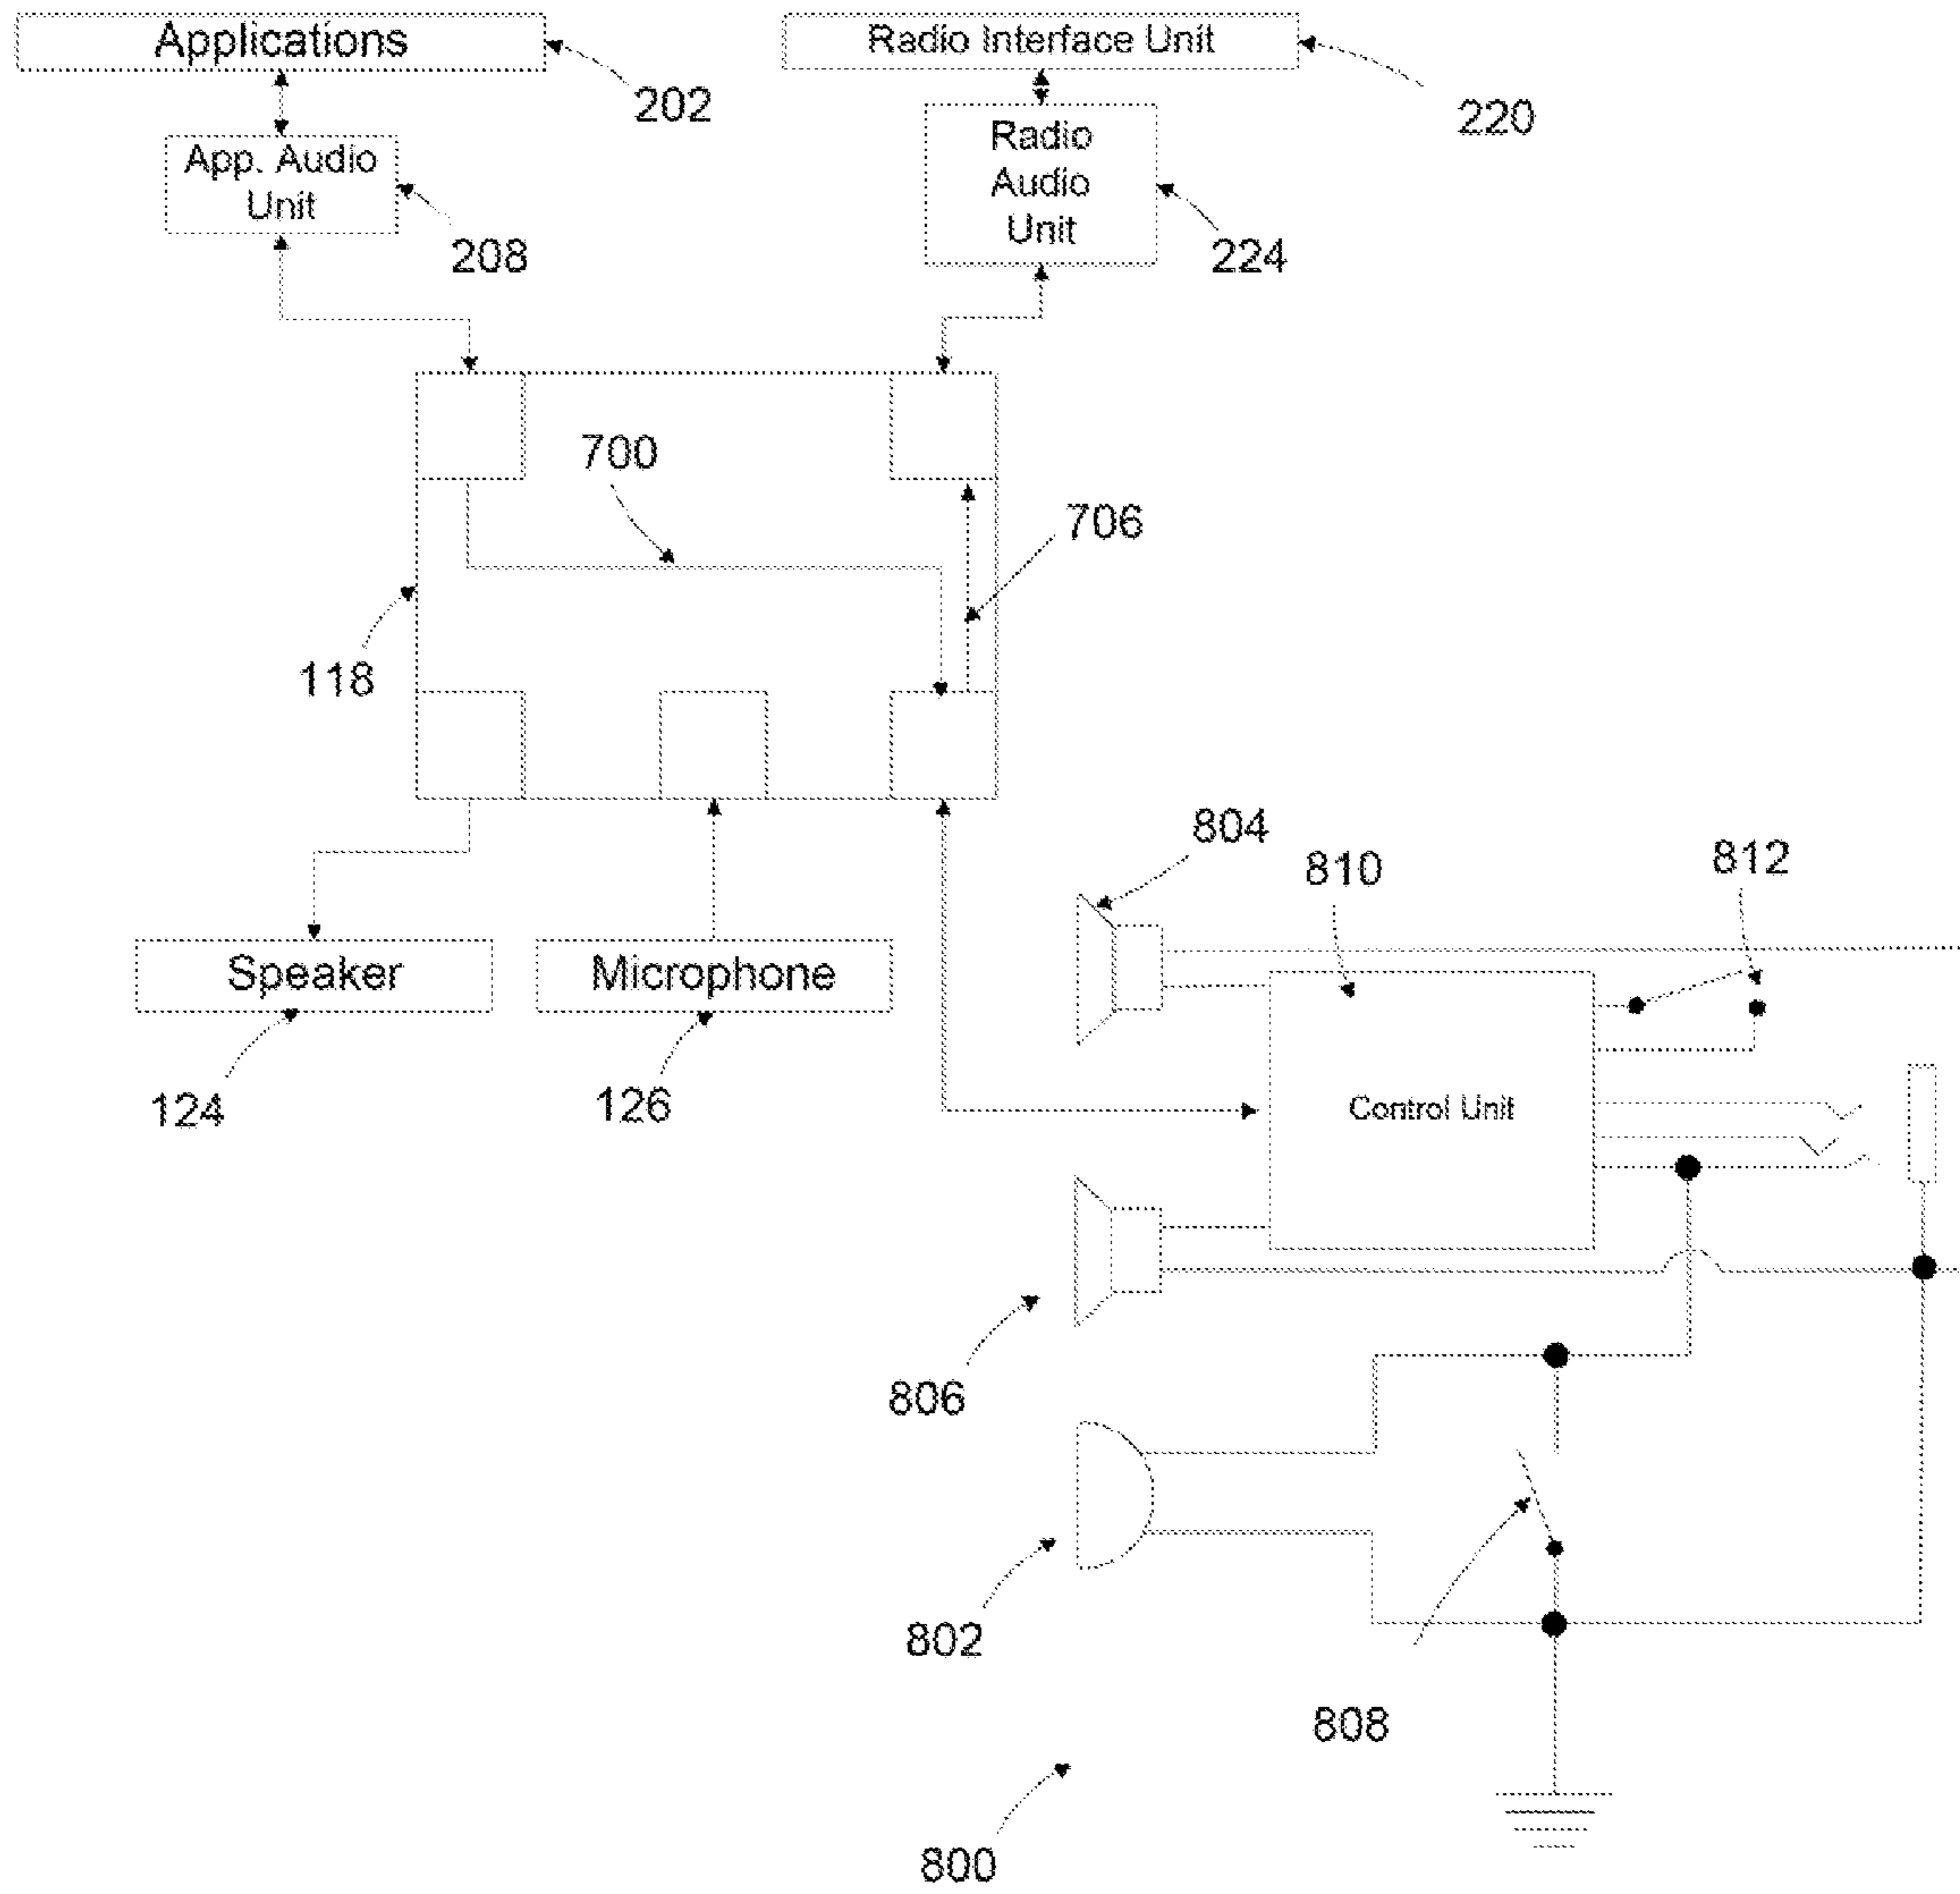 Applications
Radio Interface Unit
202
220
App. Audio
Unit
Radio
Audio
Unit
208
224
700
706
118
804
810
812
Speaker
Microphone
124
126
Control Unit
806
802
808
800